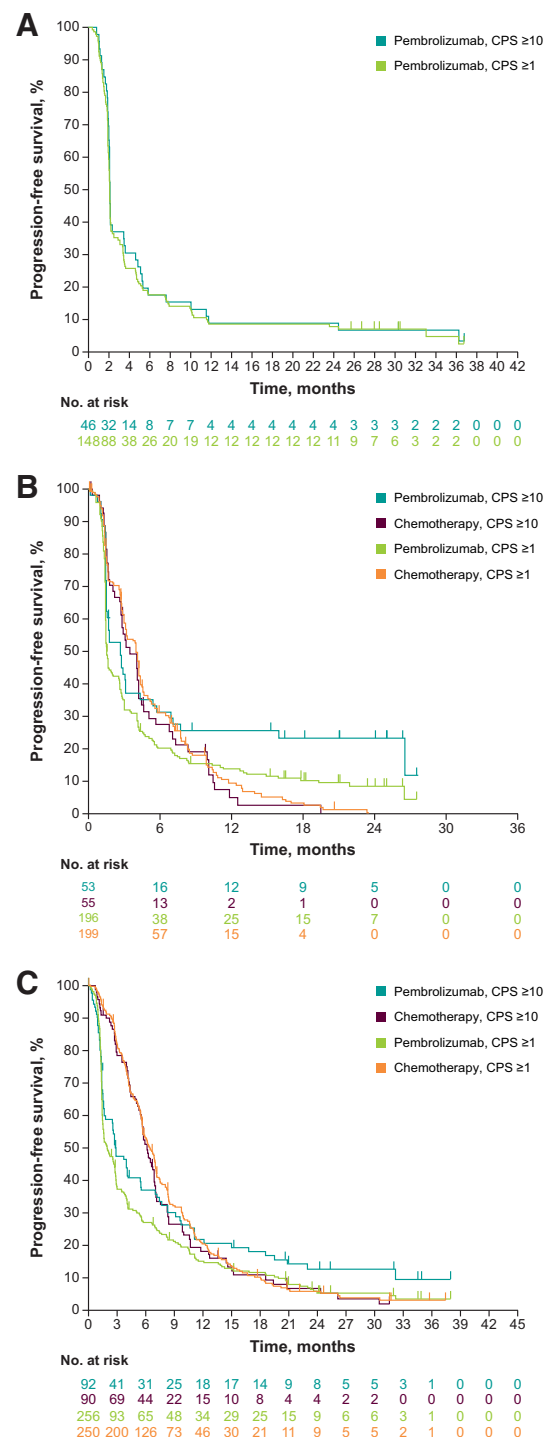 A
Progression-free survival, %
100
90
80
70
60
50
40
30
20
10
0
Pembrolizumab, CPS ≥10
Pembrolizumab, CPS ≥1
0 2 4 6 8 10 12 14 16 18 20 22 24 26 28 30 32 34 36 38 40 42
Time, months
No. at risk
46 32 14 8 7 7 4 4 4 4 4 4 4 3 3 3 2 2 2 0 0 0
148 88 38 26 20 19 12 12 12 12 12 12 11 9 7 6 3 2 2 0 0 0
B
Progression-free survival, %
100
90
80
70
60
50
40
30
20
10
0
Pembrolizumab, CPS ≥10
Chemotherapy, CPS ≥10
Pembrolizumab, CPS ≥1
Chemotherapy, CPS ≥1
0 6 12 18 24 30 36
Time, months
No. at risk
53 16 12 9 5 0 0
55 13 2 1 0 0 0
196 38 25 15 7 0 0
199 57 15 4 0 0 0
C
Progression-free survival, %
100
90
80
70
60
50
40
30
20
10
0
Pembrolizumab, CPS ≥10
Chemotherapy, CPS ≥10
Pembrolizumab, CPS ≥1
Chemotherapy, CPS ≥1
0 3 6 9 12 15 18 21 24 27 30 33 36 39 42 45
Time, months
No. at risk
92 41 31 25 18 17 14 9 8 5 5 3 1 0 0 0
90 69 44 22 15 10 8 4 4 2 2 0 0 0 0 0
256 93 65 48 34 29 25 15 9 6 6 3 1 0 0 0
250 200 126 73 46 30 21 11 9 5 5 2 1 0 0 0